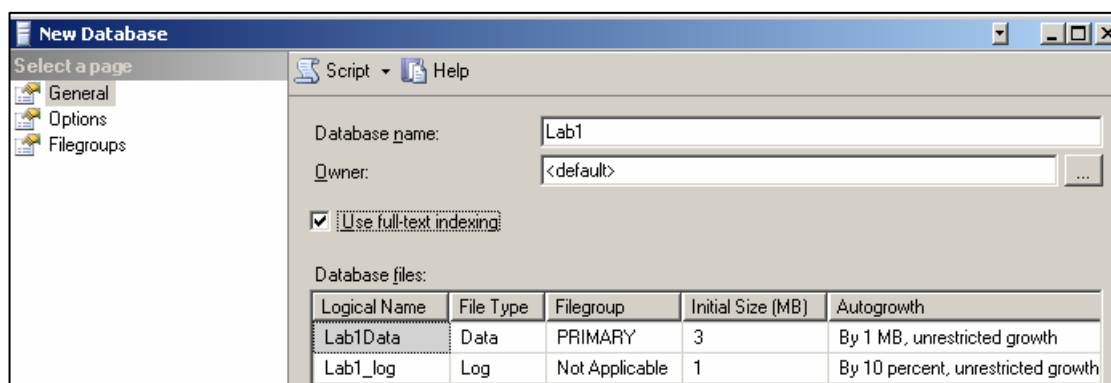 New Database
Select a page
General
Options
Filegroups
Script Help
Database name: Lab1
Owner: <default> ...
Use full-text indexing
Database files:
Logical Name File Type Filegroup Initial Size (MB) Autogrowth
Lab1Data Data PRIMARY 3 By 1 MB, unrestricted growth
Lab1_log Log Not Applicable 1 By 10 percent, unrestricted growth